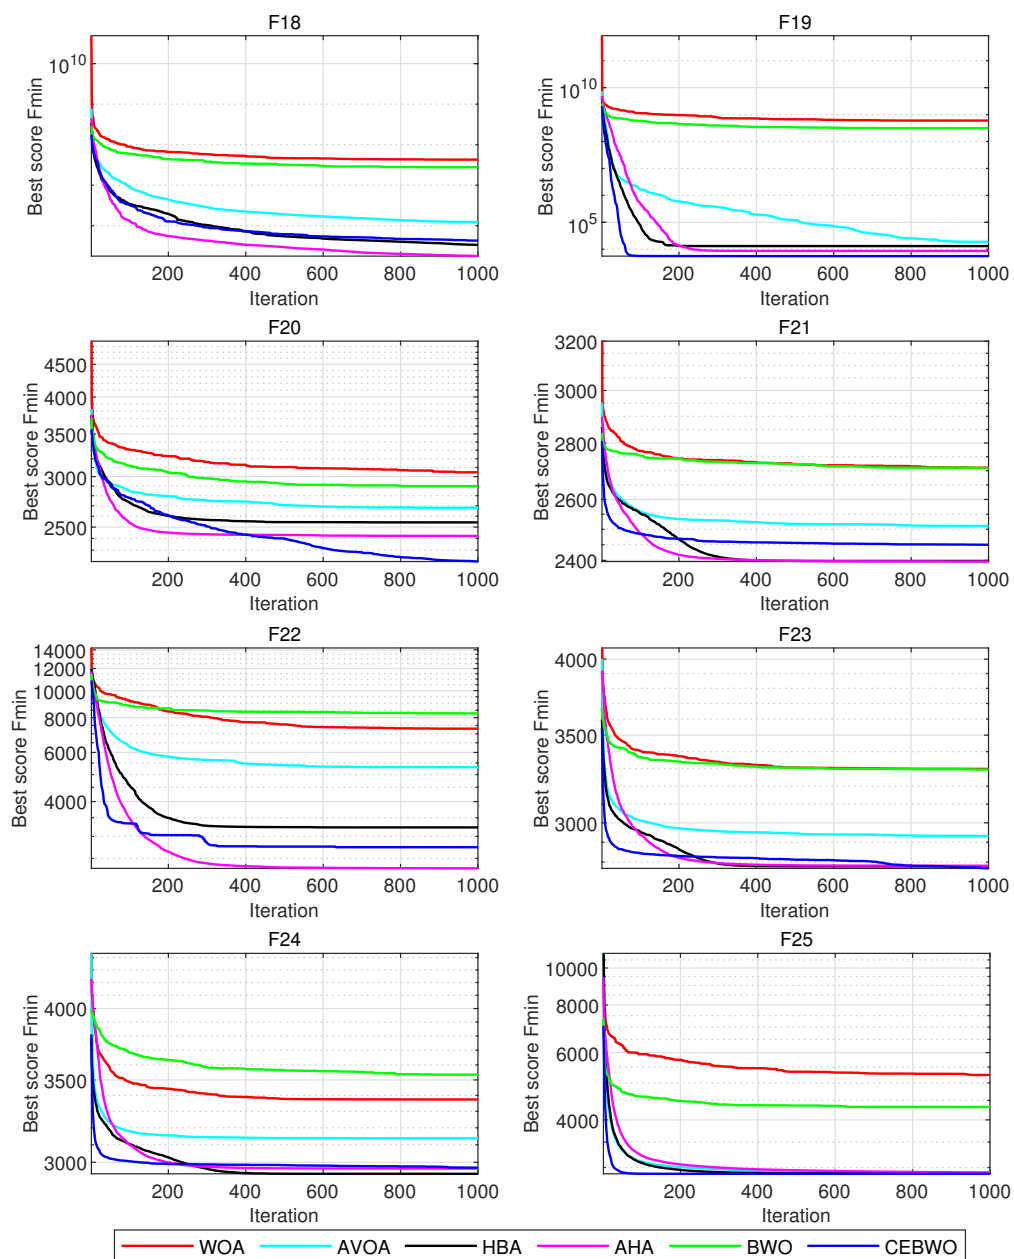 F18
F19
Best score Fmin
10^10
200 400 600 800 1000
Iteration
Best score Fmin
10^10
10^5
200 400 600 800 1000
Iteration
F20
F21
Best score Fmin
4500
4000
3500
3000
2500
200 400 600 800 1000
Iteration
Best score Fmin
3200
3000
2800
2600
2400
200 400 600 800 1000
Iteration
F22
F23
Best score Fmin
14000
12000
10000
8000
6000
4000
200 400 600 800 1000
Iteration
Best score Fmin
4000
3500
3000
200 400 600 800 1000
Iteration
F24
F25
Best score Fmin
4000
3500
3000
200 400 600 800 1000
Iteration
Best score Fmin
10000
8000
6000
4000
200 400 600 800 1000
Iteration
WOA AVOA HBA AHA BWO CEBWO